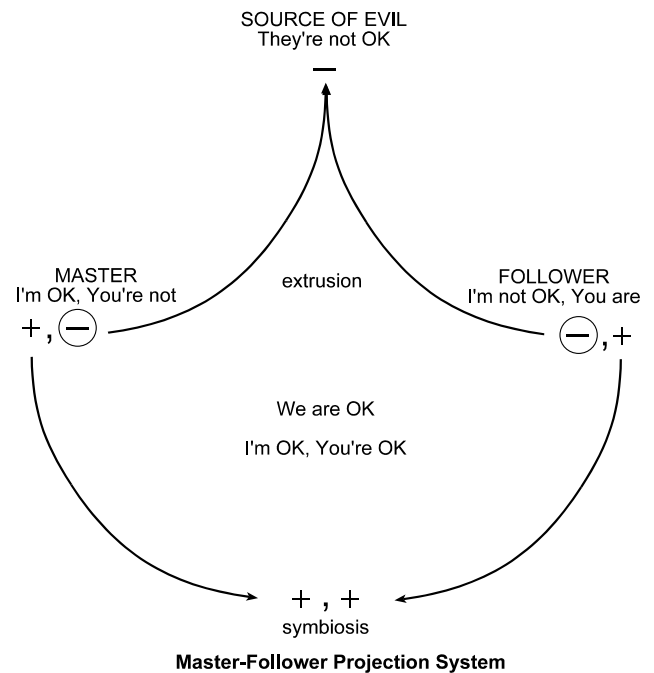 SOURCE OF EVIL
They're not OK
–
MASTER
I'm OK, You're not
+ , –
extrusion
FOLLOWER
I'm not OK, You are
– , +
We are OK
I'm OK, You're OK
+ , +
symbiosis
Master-Follower Projection System